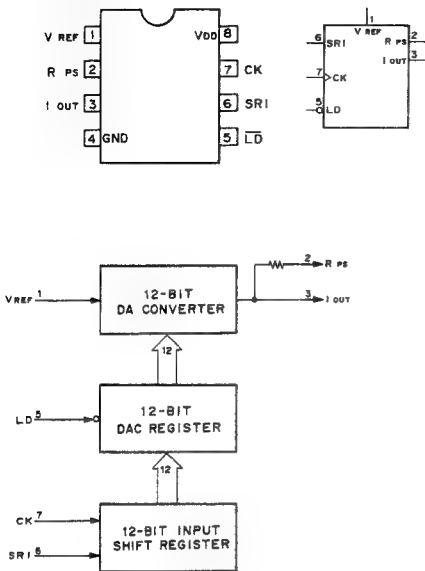 V REF 1
8 VDD
R PS 2
7 CK
I OUT 3
6 SRI
4 GND
5 LD
1
V REF
6 SRI
R PS 2
I OUT 3
7 CK
5 LD
VREF 1
12-BIT
DA CONVERTER
2 R PS
3 I OUT
12
LD 5
12-BIT
DAC REGISTER
12
CK 7
SRI 6
12-BIT INPUT
SHIFT REGISTER